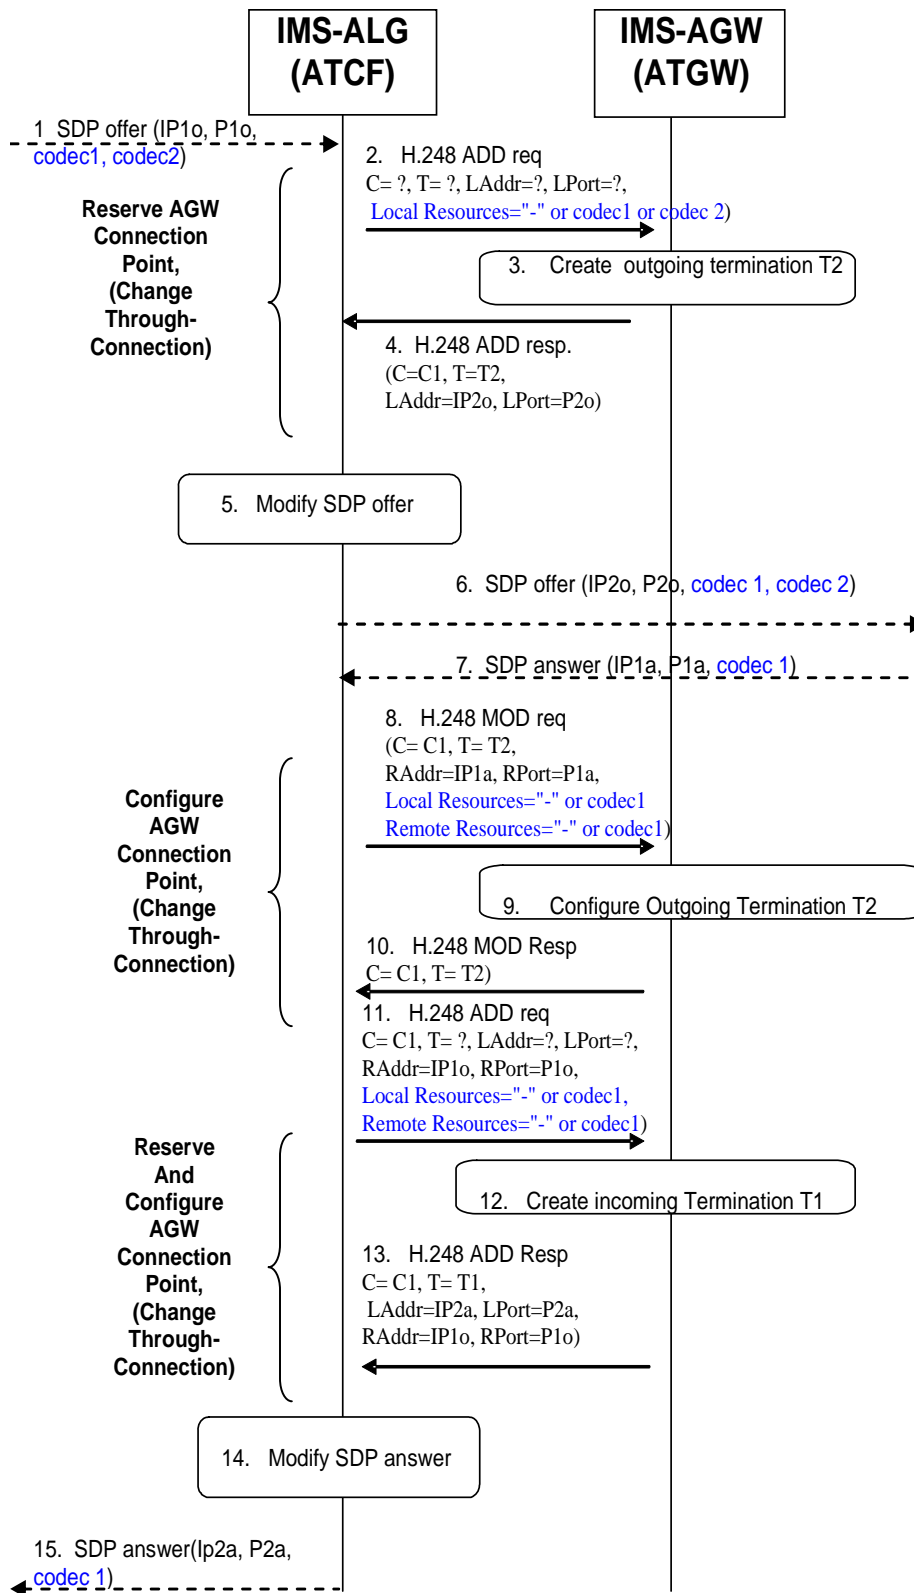 IMS-ALG
(ATCF)
IMS-AGW
(ATGW)
1 SDP offer (IP1o, P1o,
codec1, codec2)
2. H.248 ADD req
C= ?, T= ?, LAddr=?, LPort=?,
Local Resources="-" or codec1 or codec 2)
Reserve AGW
Connection
Point,
(Change
Through-
Connection)
3. Create outgoing termination T2
4. H.248 ADD resp.
(C=C1, T=T2,
LAddr=IP2o, LPort=P2o)
5. Modify SDP offer
6. SDP offer (IP2o, P2o, codec 1, codec 2)
7. SDP answer (IP1a, P1a, codec 1)
8. H.248 MOD req
(C= C1, T= T2,
RAddr=IP1a, RPort=P1a,
Local Resources="-" or codec1
Remote Resources="-" or codec1)
Configure
AGW
Connection
Point,
(Change
Through-
Connection)
9. Configure Outgoing Termination T2
10. H.248 MOD Resp
C= C1, T= T2)
11. H.248 ADD req
C= C1, T= ?, LAddr=?, LPort=?,
RAddr=IP1o, RPort=P1o,
Local Resources="-" or codec1,
Remote Resources="-" or codec1)
Reserve
And
Configure
AGW
Connection
Point,
(Change
Through-
Connection)
12. Create incoming Termination T1
13. H.248 ADD Resp
C= C1, T= T1,
LAddr=IP2a, LPort=P2a,
RAddr=IP1o, RPort=P1o)
14. Modify SDP answer
15. SDP answer(Ip2a, P2a,
codec 1)